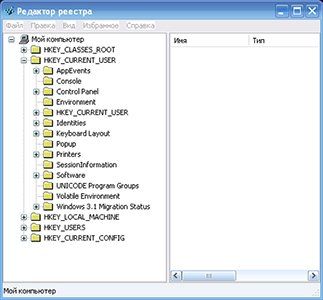 Редактор реестра
Файл Правка Вид Избранное Справка
Мой компьютер
HKEY_CLASSES_ROOT
HKEY_CURRENT_USER
AppEvents
Console
Control Panel
Environment
HKEY_CURRENT_USER
Identities
Keyboard Layout
Popup
Printers
SessionInformation
Software
UNICODE Program Groups
Volatile Environment
Windows 3.1 Migration Status
HKEY_LOCAL_MACHINE
HKEY_USERS
HKEY_CURRENT_CONFIG
Имя Тип
Мой компьютер